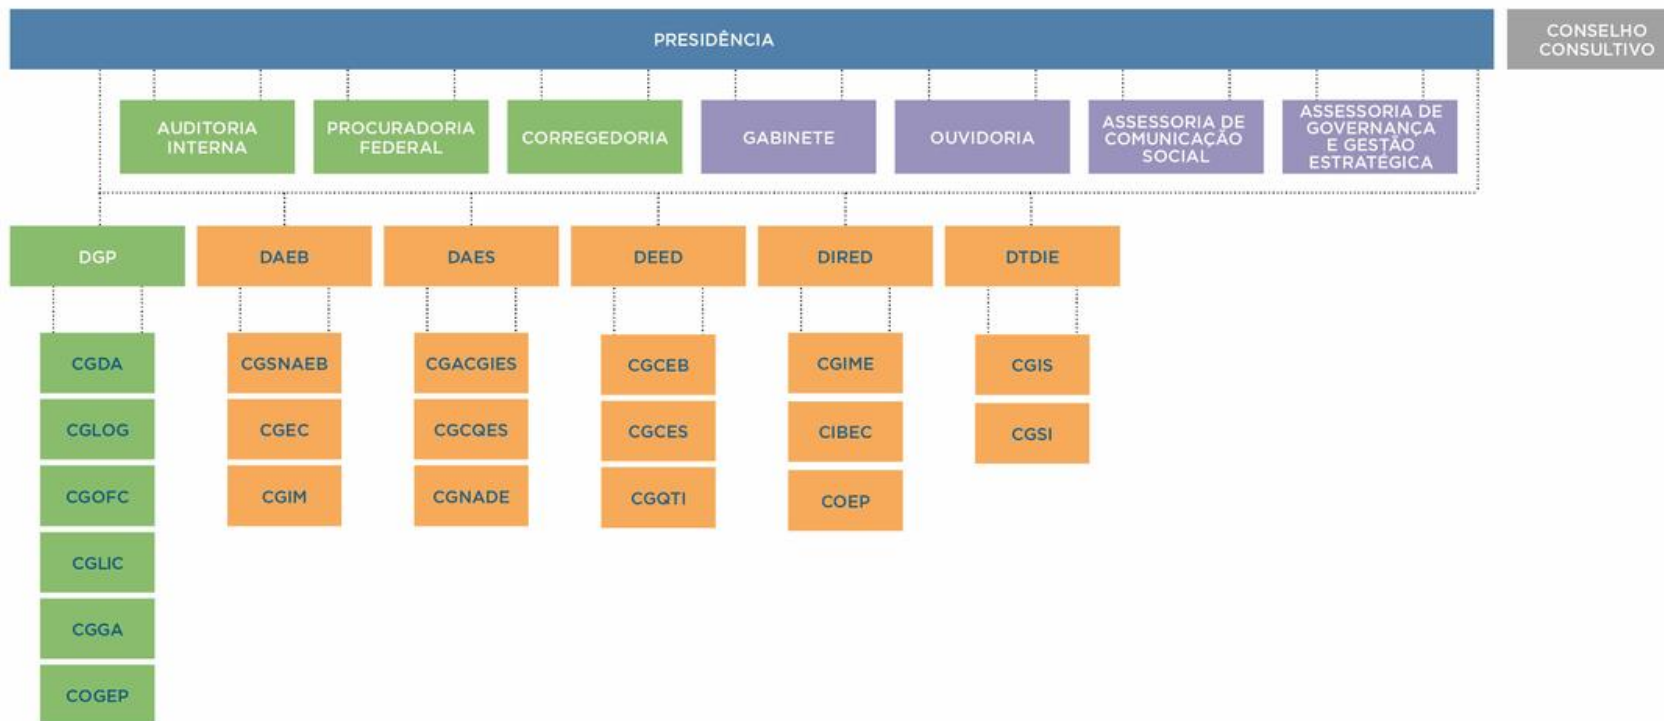 PRESIDÊNCIA
CONSELHO
CONSULTIVO
AUDITORIA
INTERNA
PROCURADORIA
FEDERAL
CORREGEDORIA
GABINETE
OUVIDORIA
ASSESSORIA DE
COMUNICAÇÃO
SOCIAL
ASSESSORIA DE
GOVERNANÇA
E GESTÃO
ESTRATÉGICA
DGP
DAEB
DAES
DEED
DIRED
DTDIE
CGDA
CGSNAEB
CGACGIES
CGCEB
CGIME
CGIS
CGLOG
CGEC
CGCQES
CGCES
CIBEC
CGSI
CGOFC
CGIM
CGNADE
CGQTI
COEP
CGLIC
CGGA
COGEP